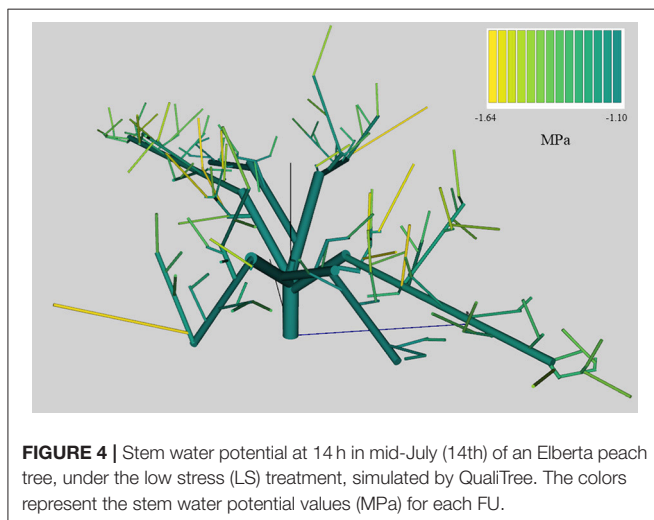 -1.64 -1.10
MPa
FIGURE 4 | Stem water potential at 14 h in mid-July (14th) of an Elberta peach
tree, under the low stress (LS) treatment, simulated by QualiTree. The colors
represent the stem water potential values (MPa) for each FU.